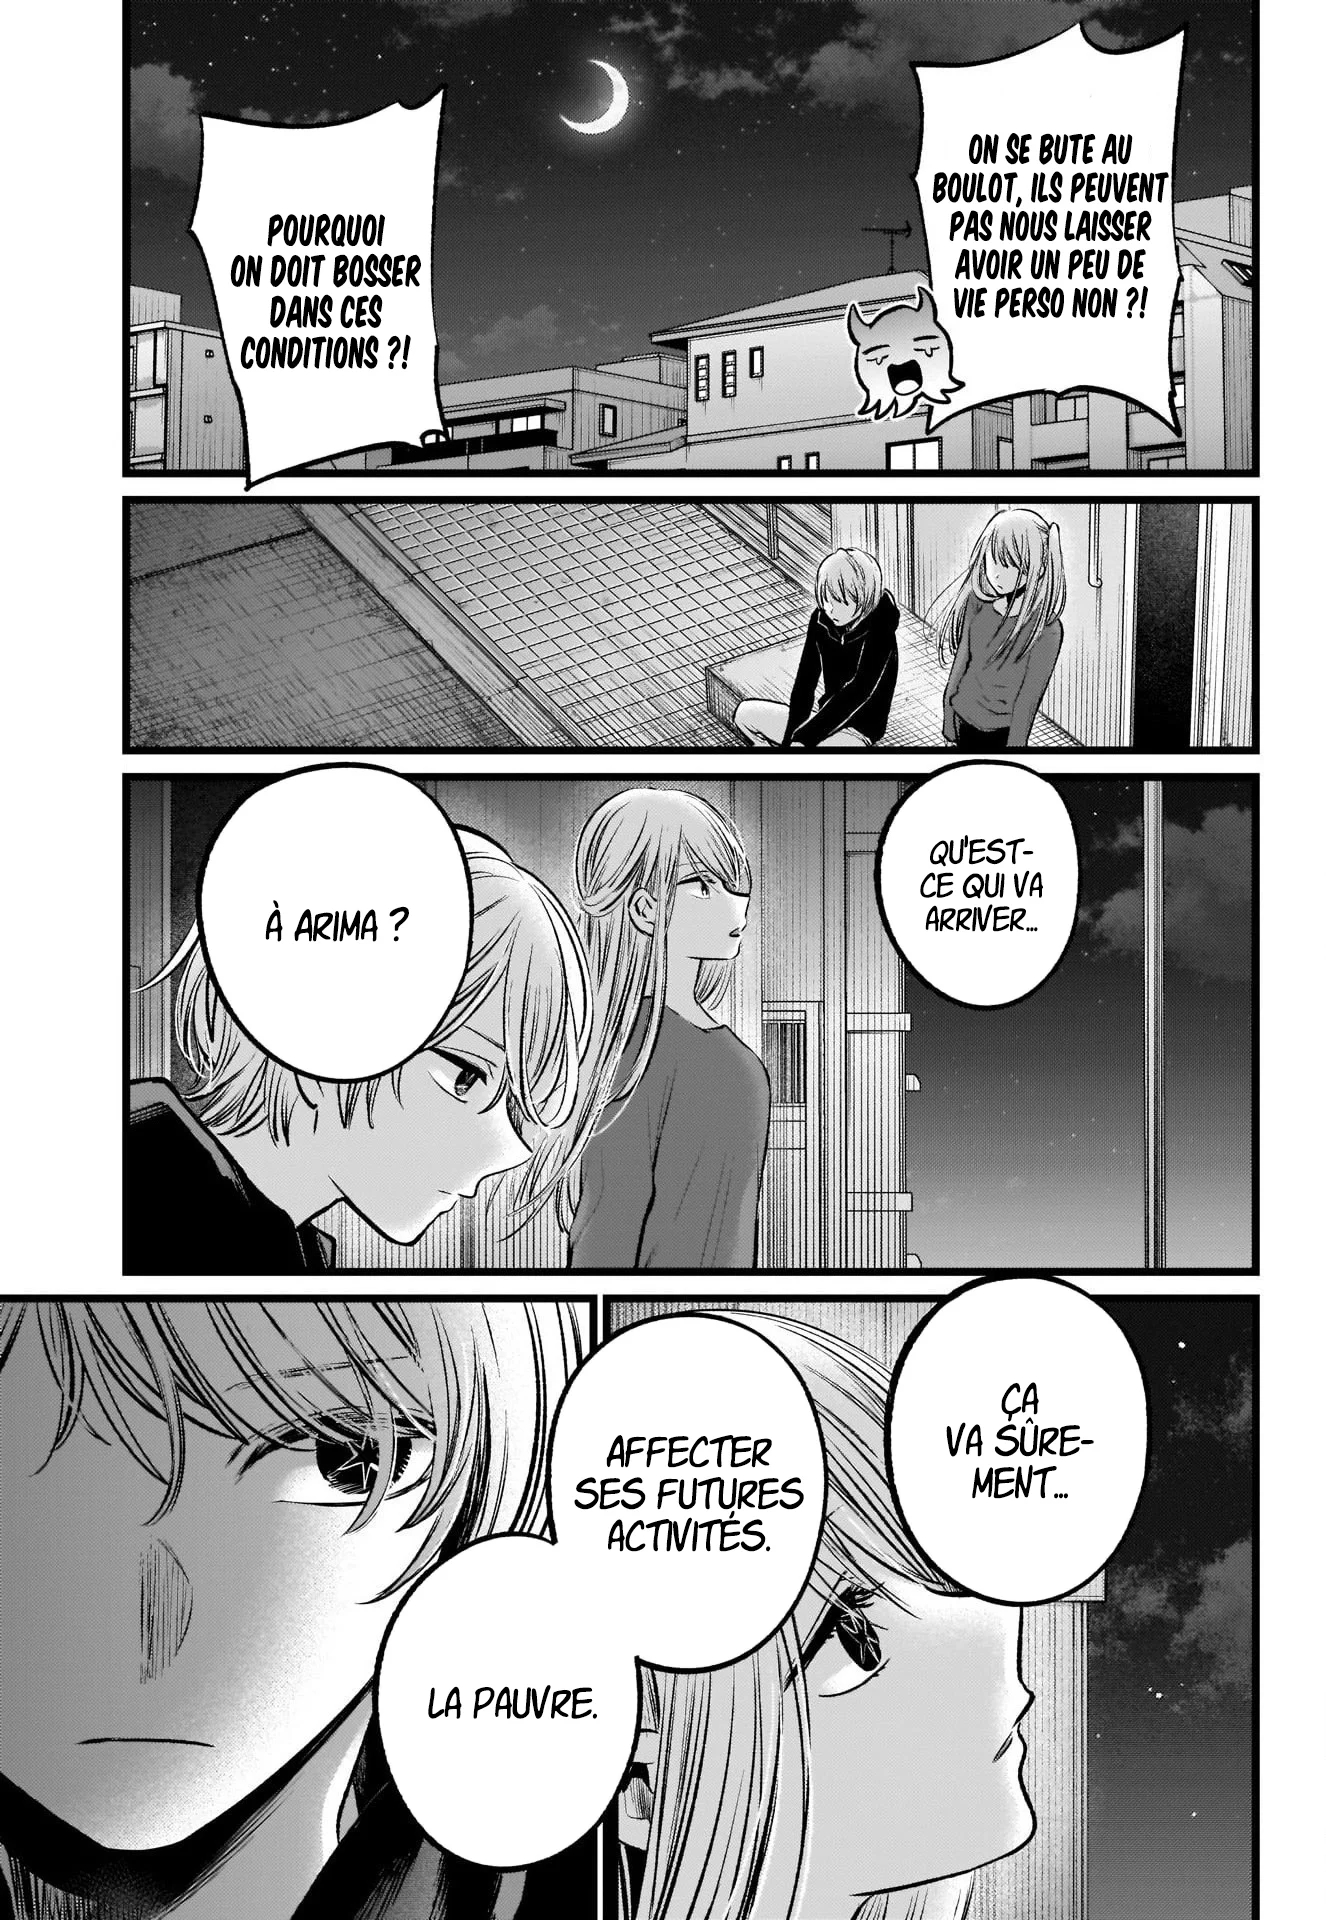 ON SE BUTE AU
BOULOT, ILS PEUVENT
PAS NOUS LAISSER
AVOIR UN PEU DE
VIE PERSO NON ?!
POURQUOI
ON DOIT BOSSER
DANS CES
CONDITIONS ?!
QU'EST-
CE QUI VA
ARRIVER...
À ARIMA ?
ÇA
VA SÛRE-
MENT...
AFFECTER
SES FUTURES
ACTIVITÉS.
LA PAUVRE.